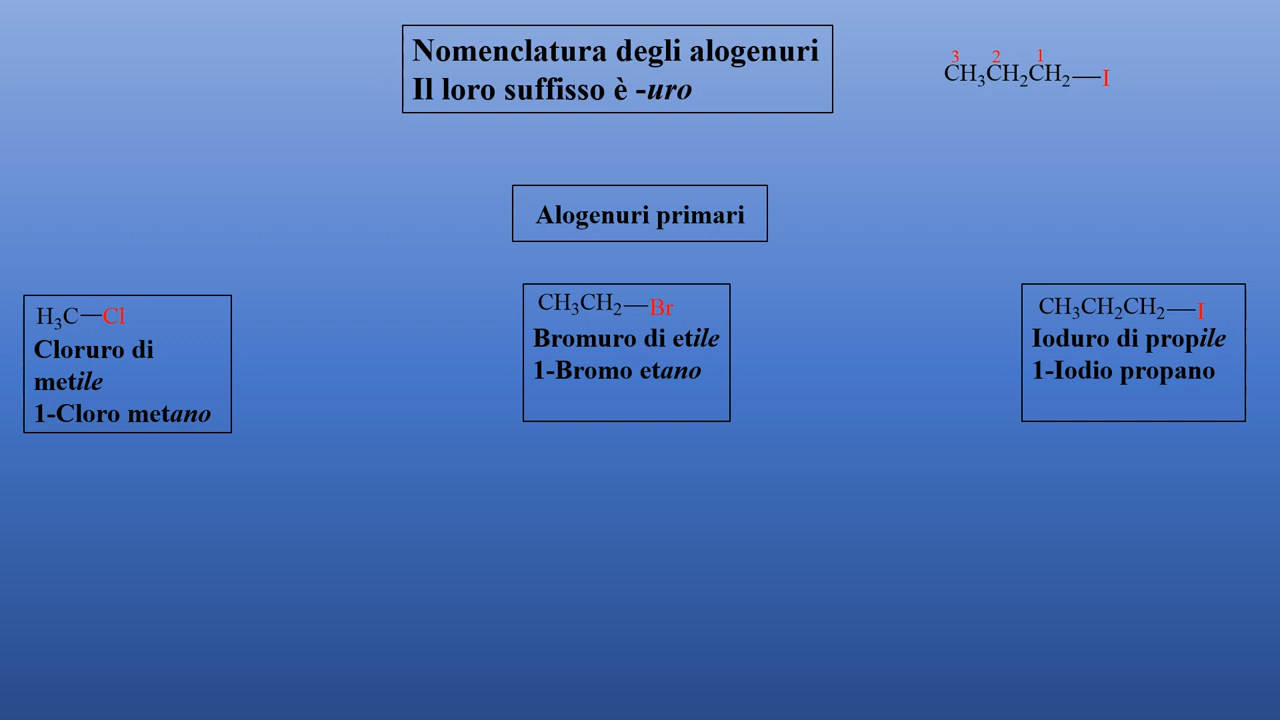 Nomenclatura degli alogenuri
Il loro suffisso è -uro
3 2 1
CH3CH2CH2—I
Alogenuri primari
H3C—Cl
Cloruro di
metile
1-Cloro metano
CH3CH2—Br
Bromuro di etile
1-Bromo etano
CH3CH2CH2—I
Ioduro di propile
1-Iodio propano